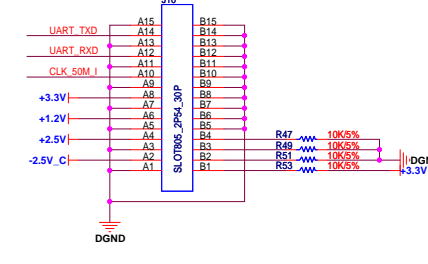 J10
A15 B15
UART_TXD A14 B14
A13 B13
UART_RXD A12 B12
A11 B11
CLK_50M_I A10 B10
A9 B9
+3.3V A8 B8
A7 B7
+1.2V A6 B6
A5 B5
+2.5V A4 B4 R47 10K/5%
A3 B3 R49 10K/5%
-2.5V_C A2 B2 R51 10K/5%
A1 B1 R53 10K/5%
SLOT805_2P54_30P
+3.3V
DGND